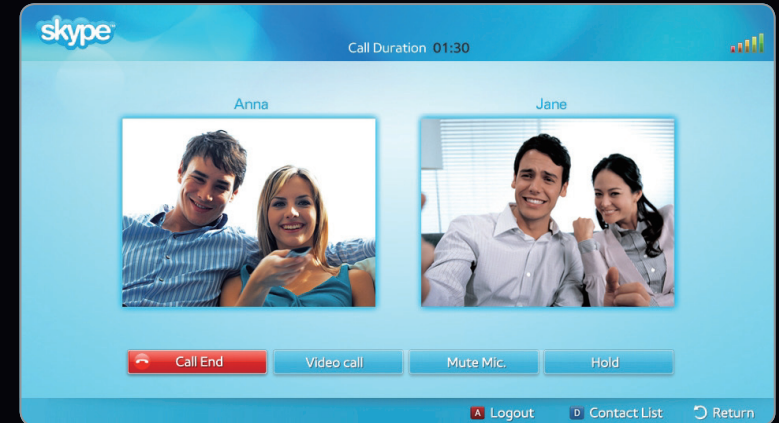 skype
Call Duration 01:30
Anna
Jane
Call End
Video call
Mute Mic.
Hold
A Logout
D Contact List
Return